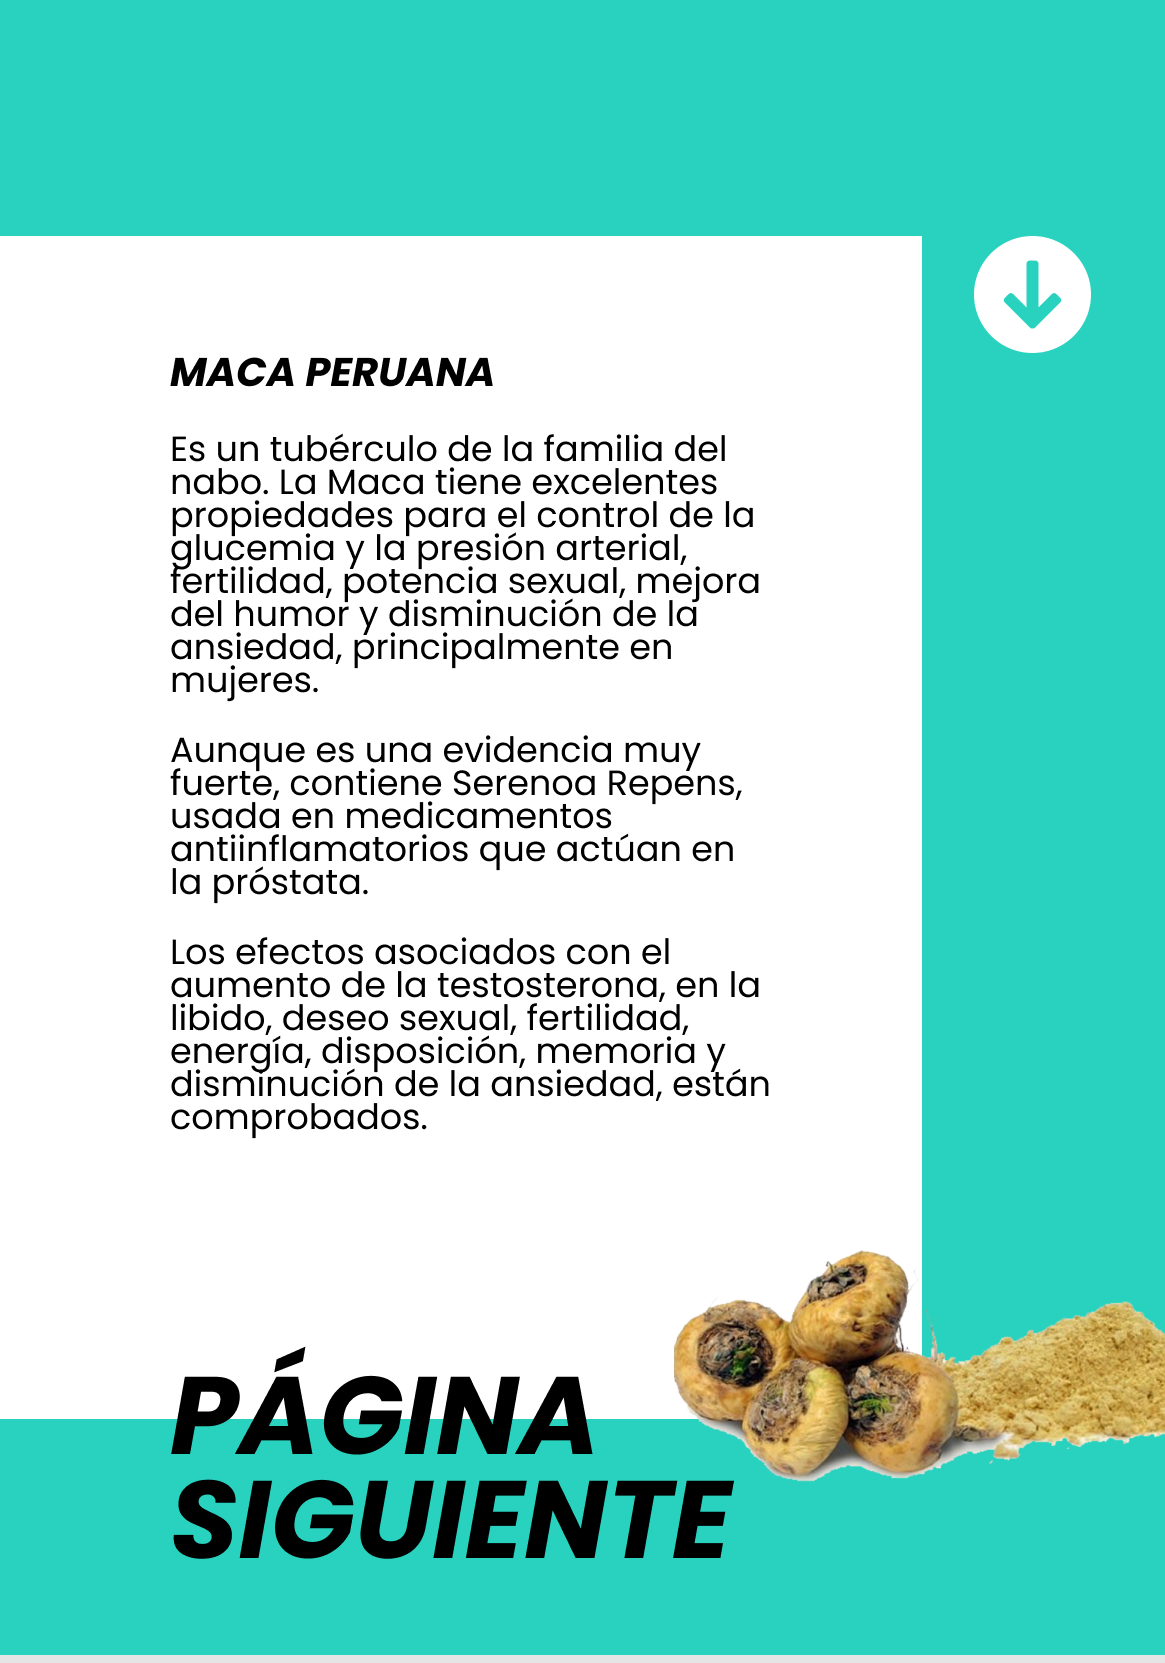 MACA PERUANA
Es un tubérculo de la familia del
nabo. La Maca tiene excelentes
propiedades para el control de la
glucemia y la presión arterial,
fertilidad, potencia sexual, mejora
del humor y disminución de la
ansiedad, principalmente en
mujeres.
Aunque es una evidencia muy
fuerte, contiene Serenoa Repens,
usada en medicamentos
antiinflamatorios que actúan en
la próstata.
Los efectos asociados con el
aumento de la testosterona, en la
libido, deseo sexual, fertilidad,
energía, disposición, memoria y
disminución de la ansiedad, están
comprobados.
PÁGINA
SIGUIENTE